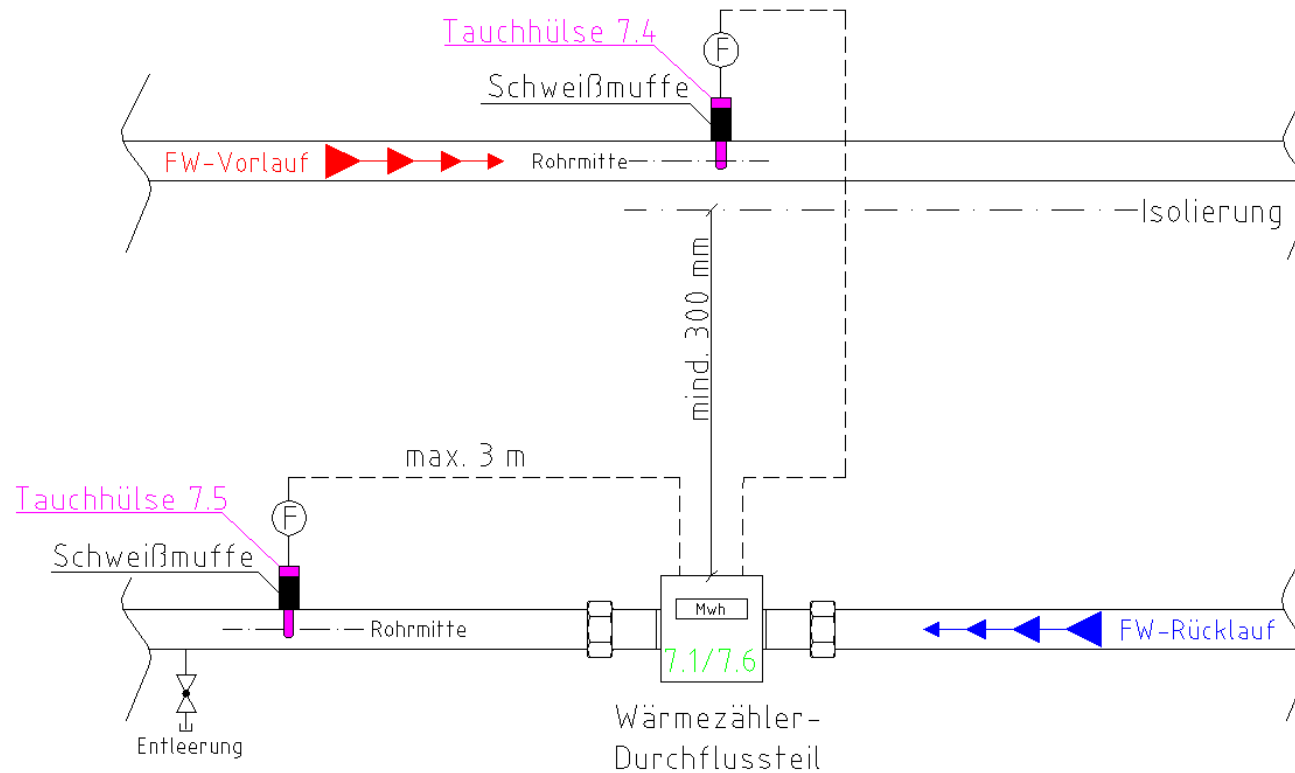 Tauchhülse 7.4
F
Schweißmuffe
FW-Vorlauf
Rohrmitte
Isolierung
mind. 300 mm
max. 3 m
Tauchhülse 7.5
F
Schweißmuffe
Mwh
Rohrmitte
FW-Rücklauf
7.1/7.6
Entleerung
Wärmezähler-
Durchflussteil